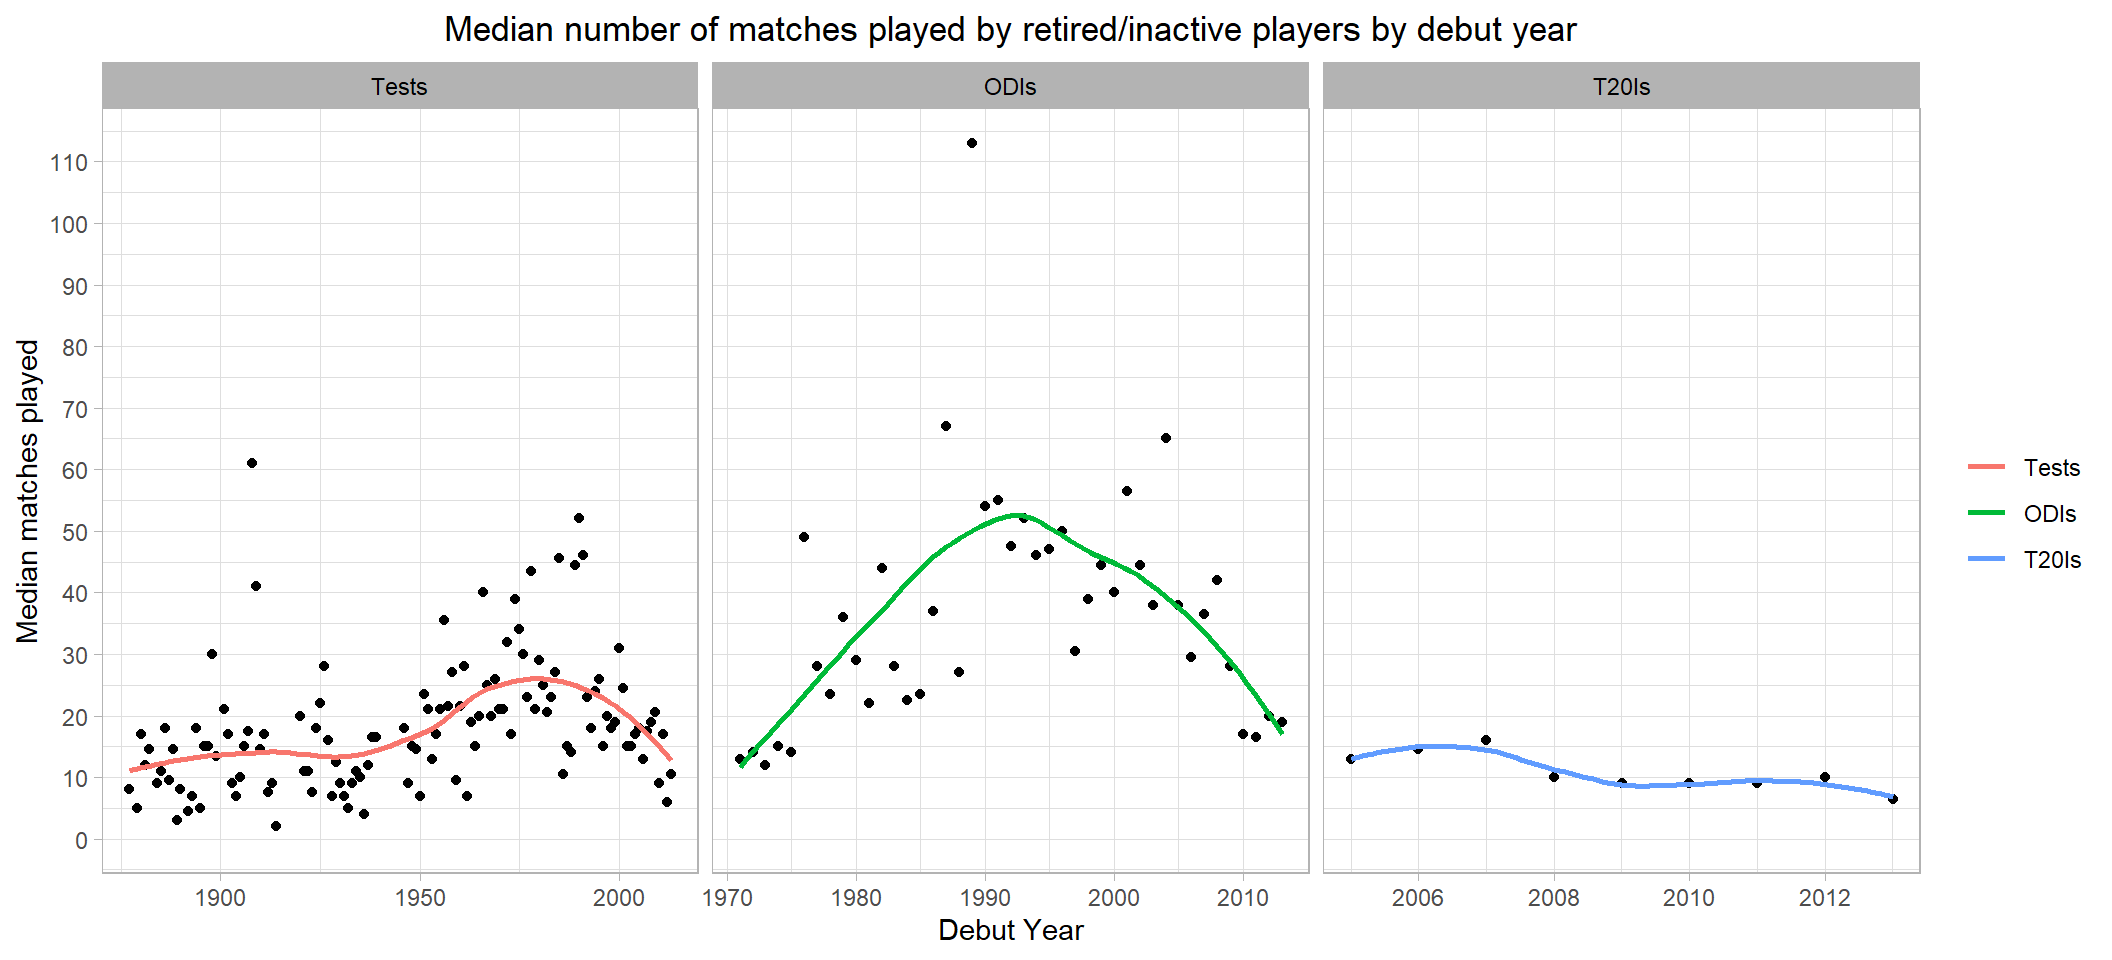 Median number of matches played by retired/inactive players by debut year
Tests
ODIs
T20Is
Median matches played
110
100
90
80
70
60
50
40
30
20
10
0
1900
1950
2000
1970
1980
1990
2000
2010
2006
2008
2010
2012
Debut Year
Tests
ODIs
T20Is